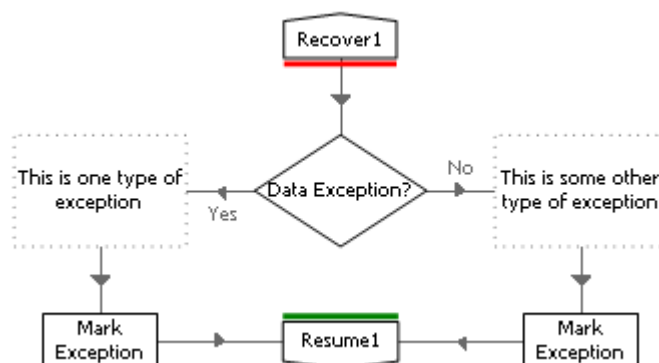 Recover1
This is one type of
exception
Data Exception?
Yes
No
This is some other
type of exception
Mark
Exception
Resume1
Mark
Exception